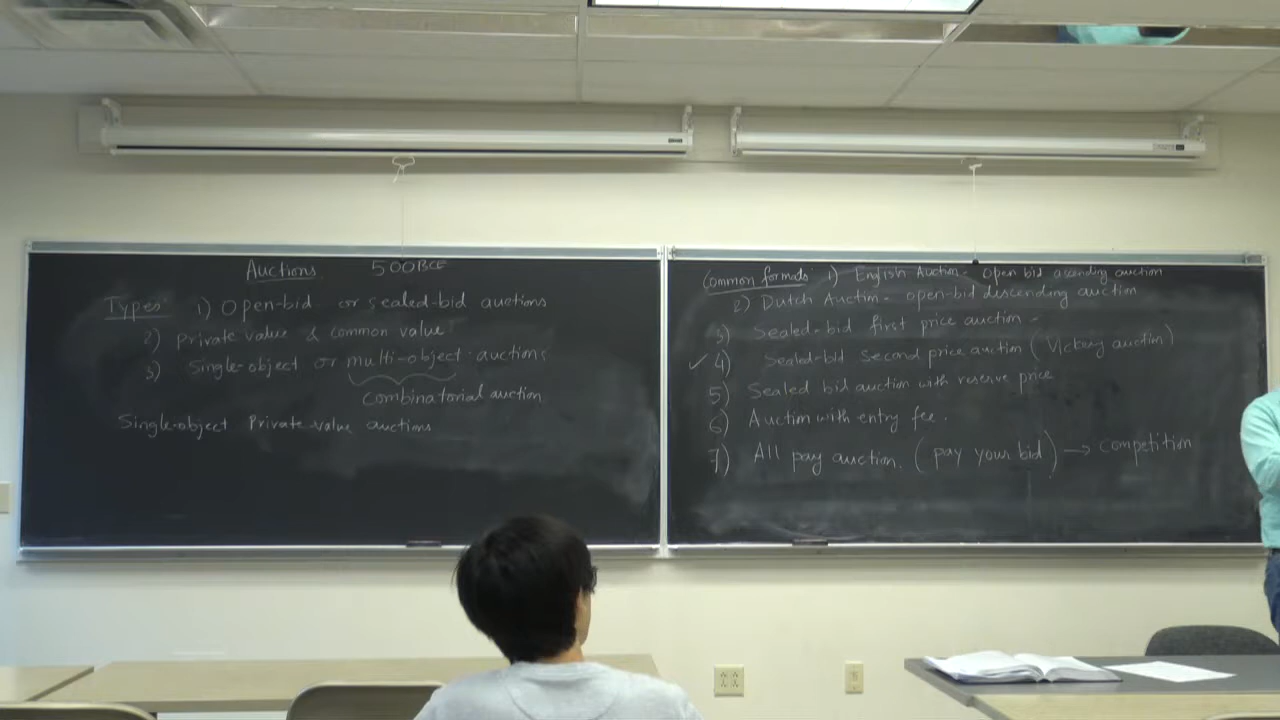 Auctions 500 BCE
Types 1) Open-bid or sealed-bid auctions
2) Private value & common value
3) Single-object or multi-object auctions
Combinatorial auction
Single-object Private-value auctions
Common formats: 1) English Auction - Open bid ascending auction
2) Dutch Auction - open-bid descending auction
3) Sealed-bid first price auction -
✓ 4) Sealed-bid second price auction (Vickrey auction)
5) Sealed bid auction with reserve price
6) Auction with entry fee.
7) All pay auction. (pay your bid) → competition